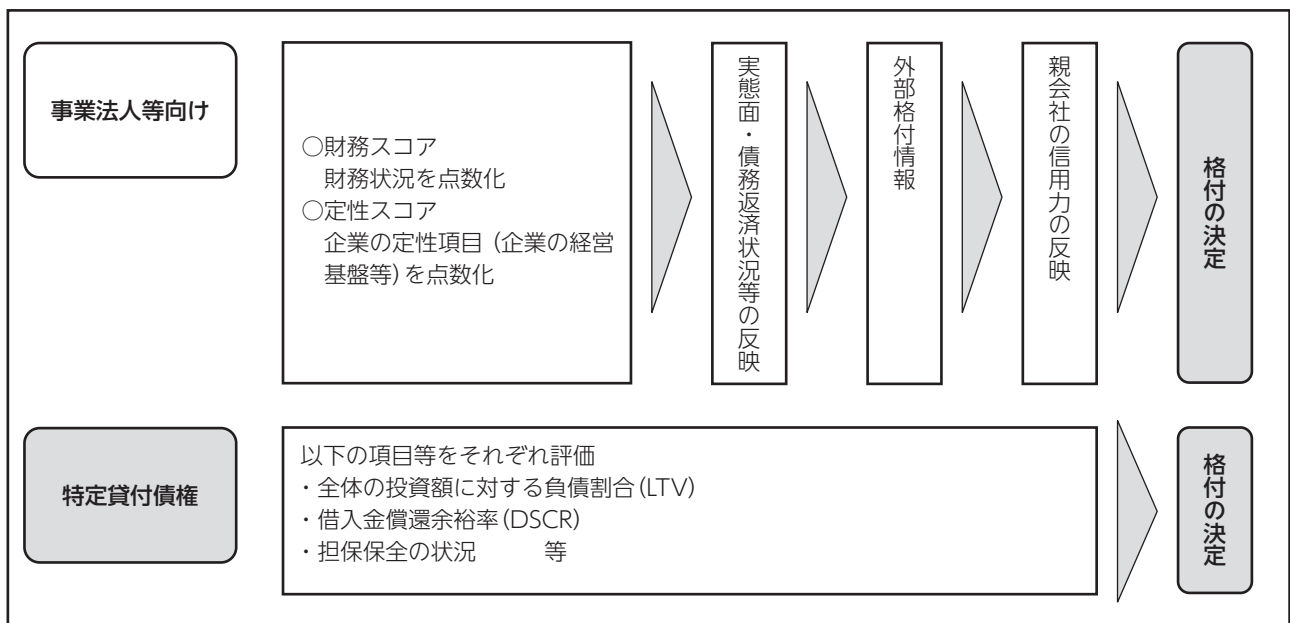 事業法人等向け
○財務スコア
財務状況を点数化
○定性スコア
企業の定性項目（企業の経営
基盤等）を点数化
実態面・債務返済状況等の反映
外部格付情報
親会社の信用力の反映
格付の決定
特定貸付債権
以下の項目等をそれぞれ評価
・全体の投資額に対する負債割合(LTV)
・借入金償還余裕率(DSCR)
・担保保全の状況　　　等
格付の決定